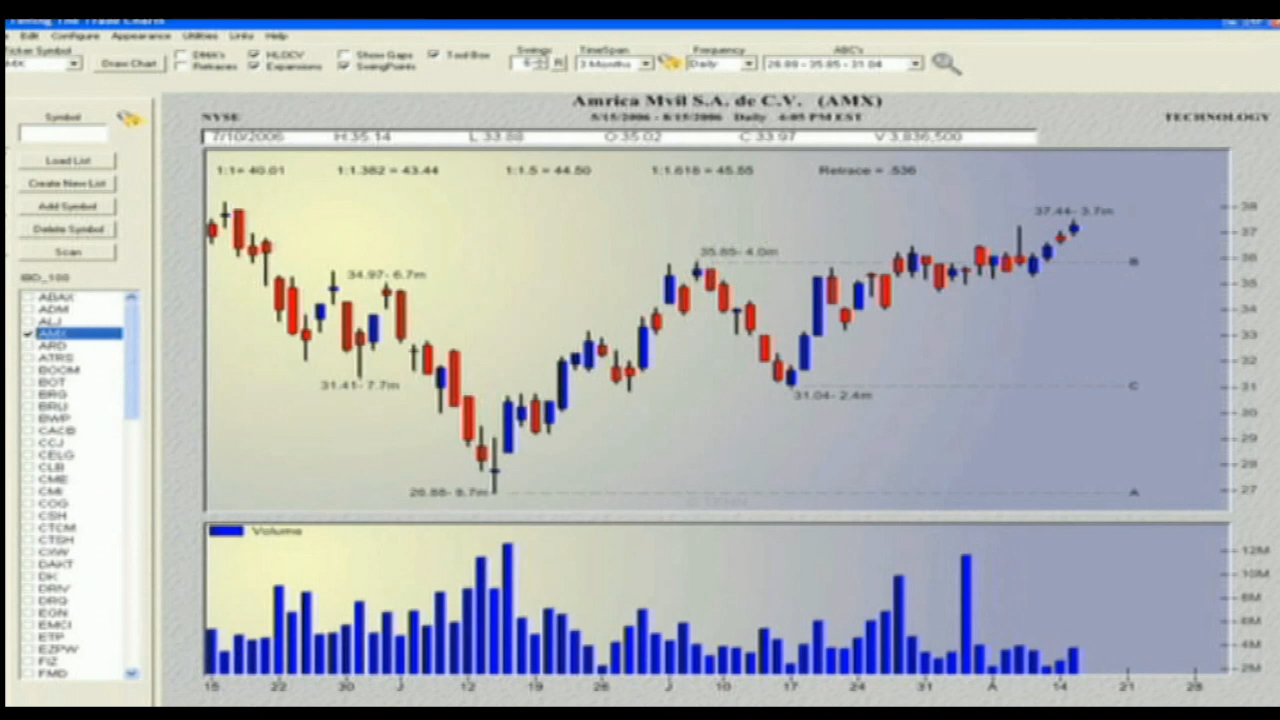 Edit Configure Appearance Utilities Links Help
Ticker Symbol
Draw Chart
DMA's
Retraces
HLOCV
Expansions
Show Gaps
SwingPoints
Tool Box
Swings
6
R
TimeSpan
3 Months
Frequency
Daily
ABC's
26.88 - 35.85 - 31.04
Symbol
Load List
Create New List
Add Symbol
Delete Symbol
Scan
IBD_100
ABAX
ADM
ALJ
AMX
ARD
ATRS
BOOM
BOT
BRG
BRLI
BWP
CACB
CCJ
CELG
CLB
CME
CMI
COG
CSH
CTCM
CTSH
CXW
DAKT
DK
DRIV
DRQ
EGN
EMCI
ETP
EZPW
FIZ
FMD
Amrica Mvil S.A. de C.V. (AMX)
NYSE
5/15/2006 - 8/15/2006 Daily 4:05 PM EST
TECHNOLOGY
7/10/2006 H:35.14 L 33.88 O:35.02 C 33.97 V 3,836,500
1:1= 40.01 1:1.382 = 43.44 1:1.5 = 44.50 1:1.618 = 45.55 Retrace = .536
37.44- 3.7m
35.85- 4.0m
34.97- 6.7m
31.41- 7.7m
31.04- 2.4m
26.88- 8.7m
B
C
A
38
37
36
35
34
33
32
31
30
29
28
27
Volume
12M
10M
8M
6M
4M
2M
15 22 30 J 12 19 26 J 10 17 24 31 A 14 21 28